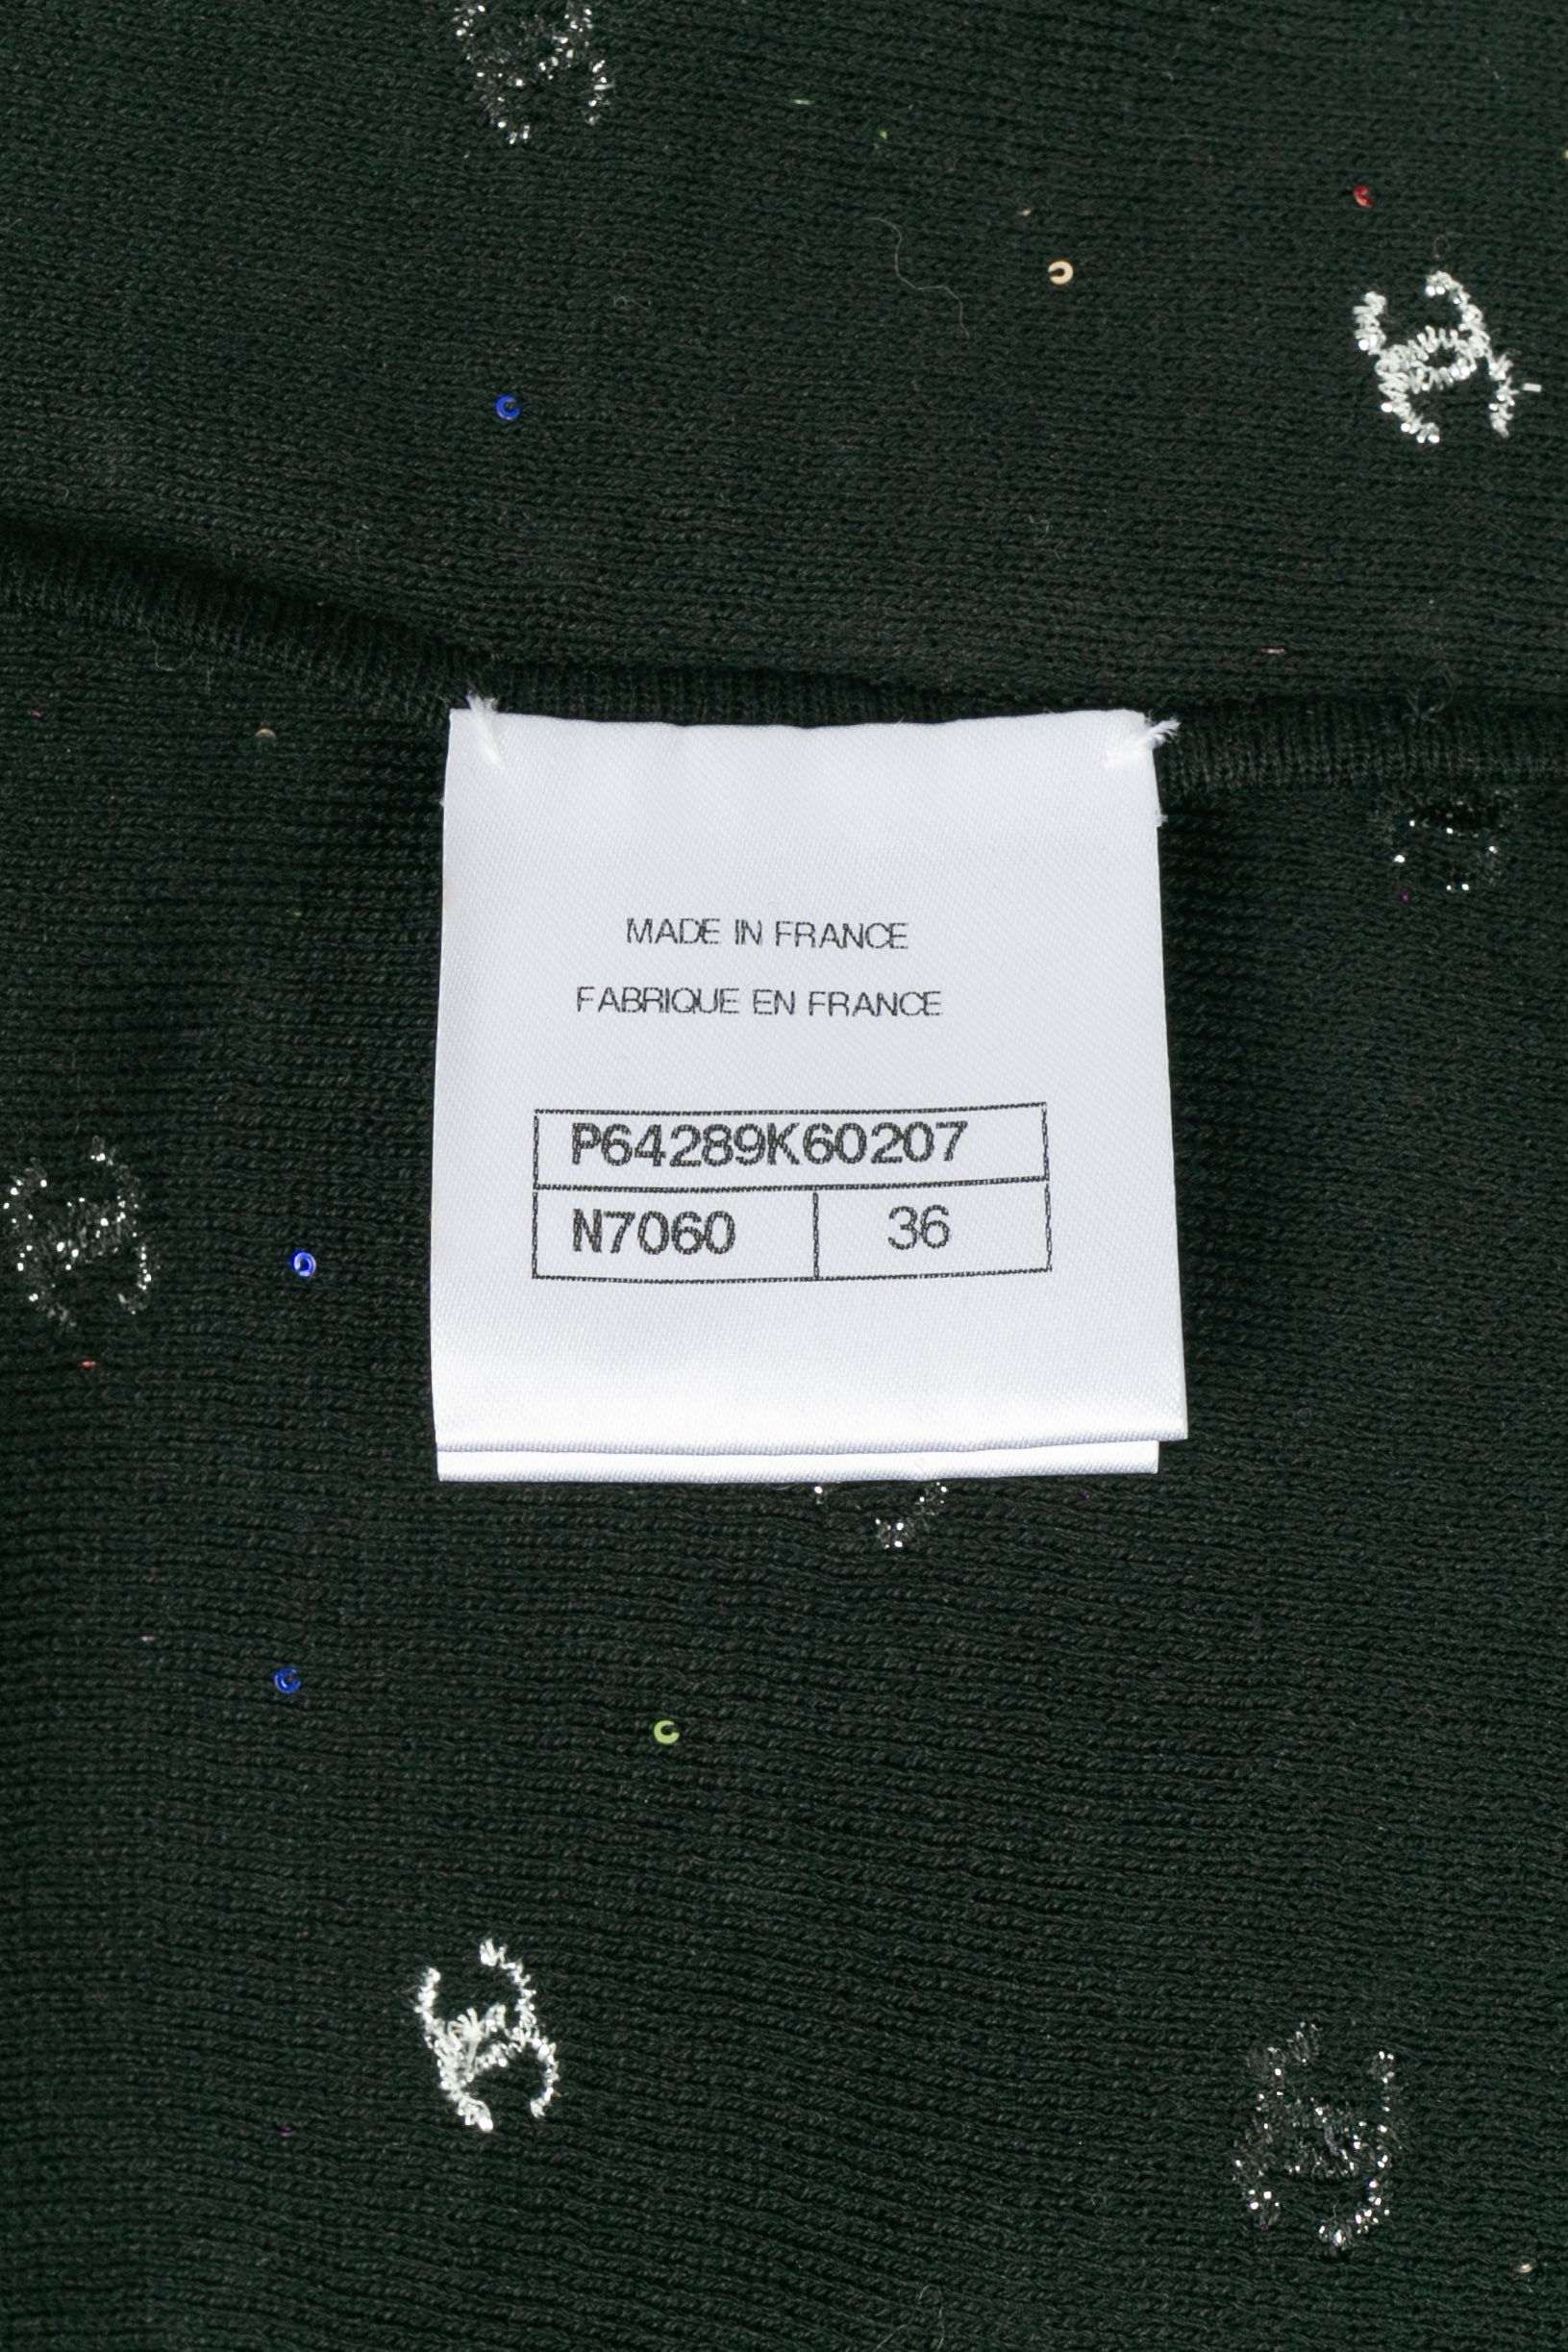 MADE IN FRANCE
FABRIQUE EN FRANCE
P64289K60207
N7060 36